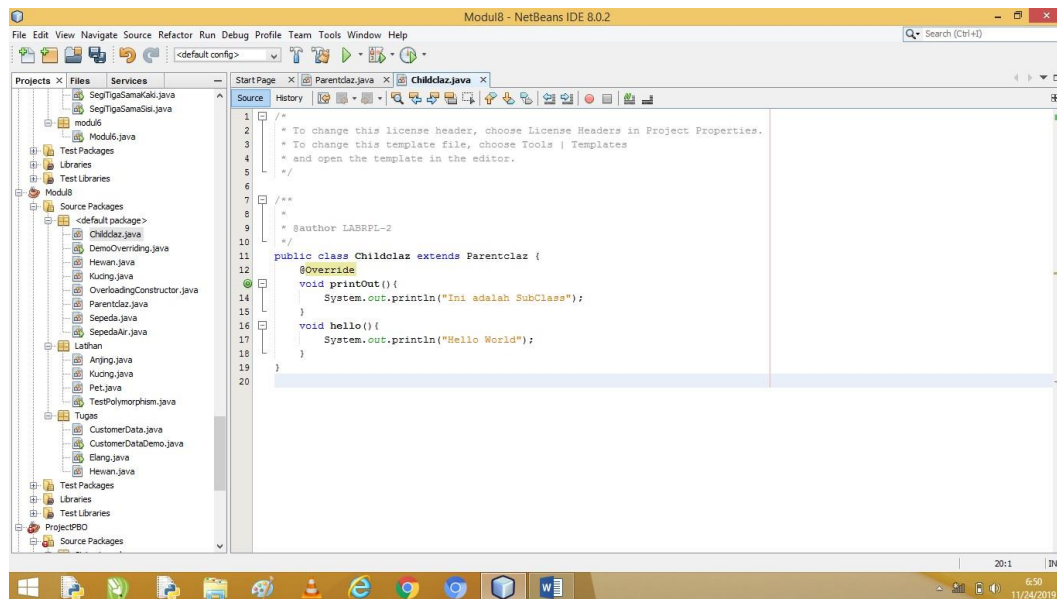 Modul8 - NetBeans IDE 8.0.2
File Edit View Navigate Source Refactor Run Debug Profile Team Tools Window Help
Search (Ctrl+I)
<default config>
Projects Files Services
Start Page Parentclaz.java Childclaz.java
SegiTigaSamaKaki.java
SegiTigaSamaSisi.java
modul6
Modul6.java
Test Packages
Libraries
Test Libraries
Modul8
Source Packages
<default package>
Childclaz.java
DemoOverriding.java
Hewan.java
Kucing.java
OverloadingConstructor.java
Parentclaz.java
Sepeda.java
SepedaAir.java
Latihan
Anjing.java
Kucing.java
Pet.java
TestPolymorphism.java
Tugas
CustomerData.java
CustomerDataDemo.java
Elang.java
Hewan.java
Test Packages
Libraries
Test Libraries
ProjectPBO
Source Packages
Source History
1 /*
2 * To change this license header, choose License Headers in Project Properties.
3 * To change this template file, choose Tools | Templates
4 * and open the template in the editor.
5 */
6
7 /**
8 *
9 * @author LABRPL-2
10 */
11 public class Childclaz extends Parentclaz {
12 @Override
void printOut(){
14 System.out.println("Ini adalah SubClass");
15 }
16 void hello(){
17 System.out.println("Hello World");
18 }
19 }
20
20:1 IN
6:50
11/24/2019